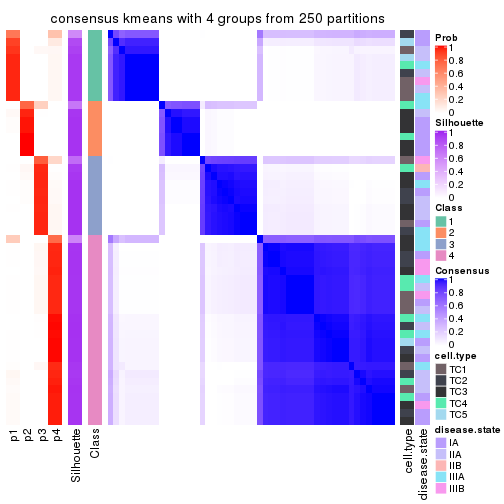 consensus kmeans with 4 groups from 250 partitions
p1
p2
p3
p4
Silhouette
Class
cell.type
disease.state
Prob
1
0.8
0.6
0.4
0.2
0
Silhouette
1
0.8
0.6
0.4
0.2
0
Class
1
2
3
4
Consensus
1
0.8
0.6
0.4
0.2
0
cell.type
TC1
TC2
TC3
TC4
TC5
disease.state
IA
IIA
IIB
IIIA
IIIB